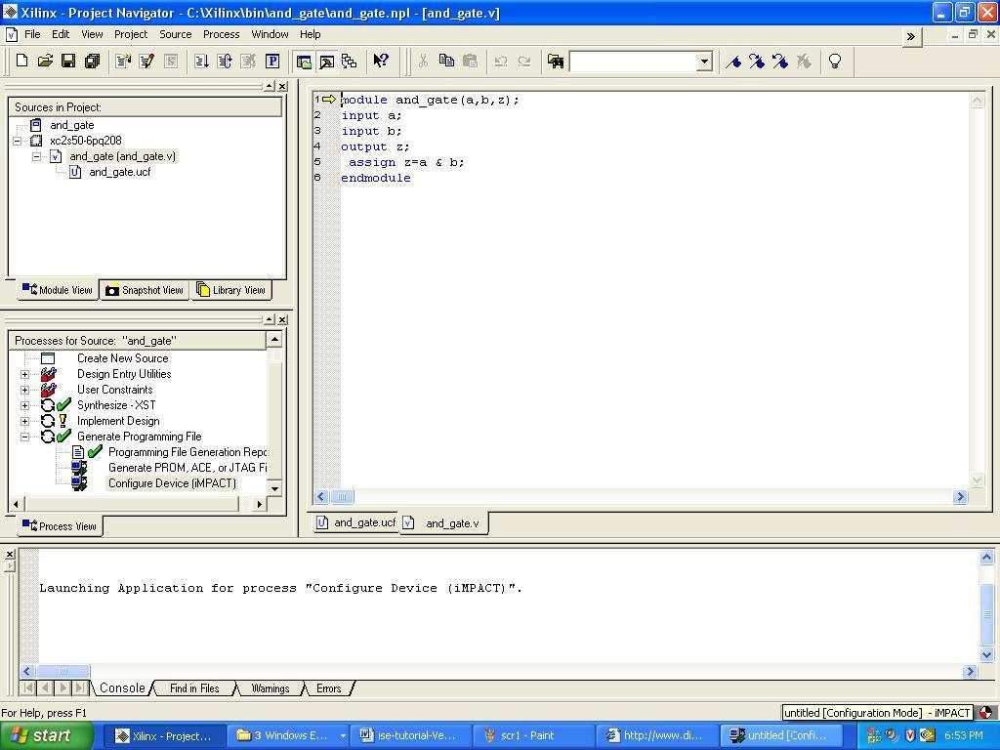 Xilinx - Project Navigator - C:\Xilinx\bin\and_gate\and_gate.npl - [and_gate.v]
File Edit View Project Source Process Window Help
»
P
Sources in Project:
and_gate
xc2s50-6pq208
and_gate (and_gate.v)
and_gate.ucf
Module View Snapshot View Library View
Processes for Source: "and_gate"
Create New Source
Design Entry Utilities
User Constraints
Synthesize - XST
Implement Design
Generate Programming File
Programming File Generation Repc
Generate PROM, ACE, or JTAG Fi
Configure Device (iMPACT)
Process View
1 module and_gate(a,b,z);
2 input a;
3 input b;
4 output z;
5 assign z=a & b;
6 endmodule
and_gate.ucf and_gate.v
Launching Application for process "Configure Device (iMPACT)".
Console Find in Files Warnings Errors
For Help, press F1
untitled [Configuration Mode] - iMPACT
start Xilinx - Project... 3 Windows E... ise-tutorial-Ve... scr1 - Paint http://www.di... untitled [Confi... 6:53 PM